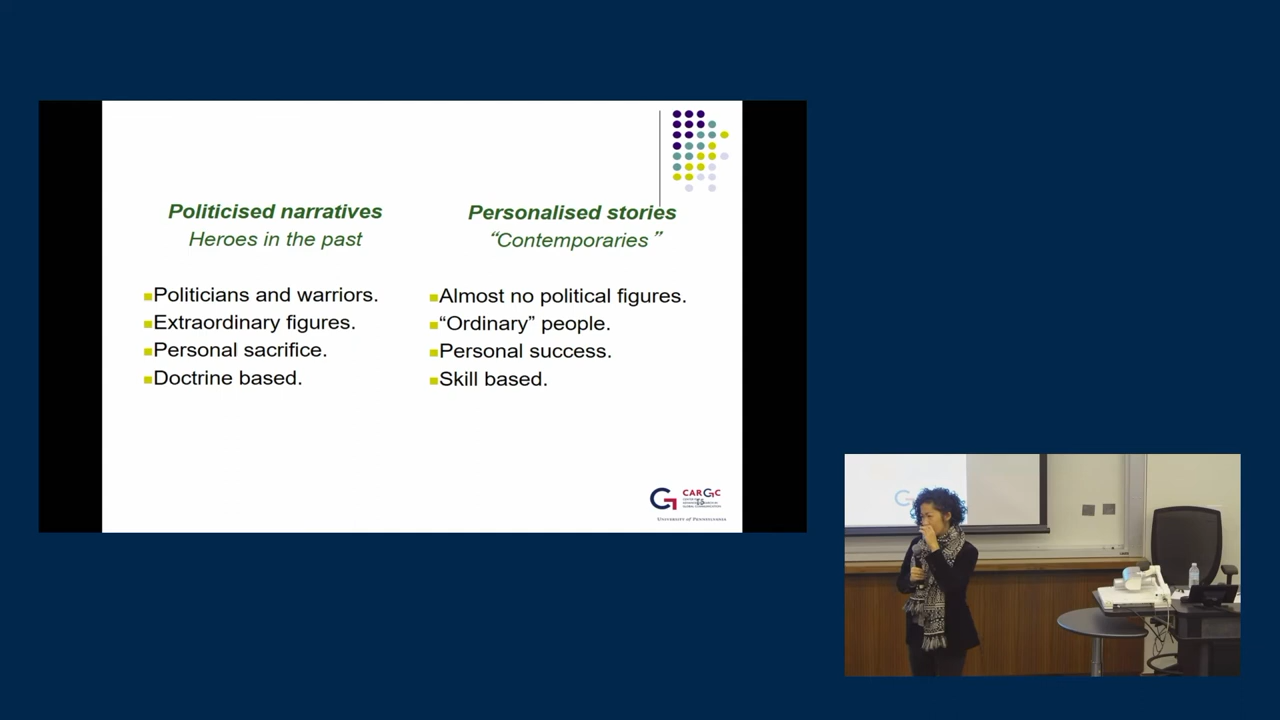 Politicised narratives
Heroes in the past
Politicians and warriors.
Extraordinary figures.
Personal sacrifice.
Doctrine based.
Personalised stories
“Contemporaries”
Almost no political figures.
“Ordinary” people.
Personal success.
Skill based.
CARGC
UNIVERSITY OF PENNSYLVANIA